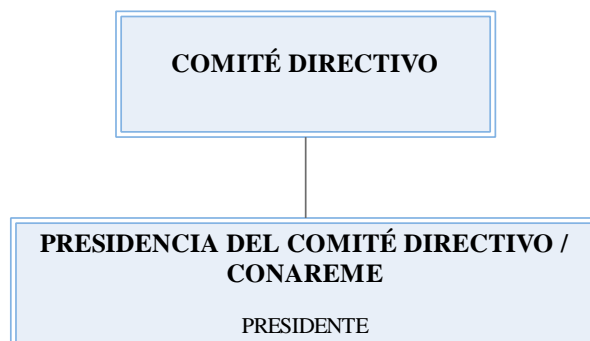 COMITÉ DIRECTIVO
PRESIDENCIA DEL COMITÉ DIRECTIVO /
CONAREME
PRESIDENTE